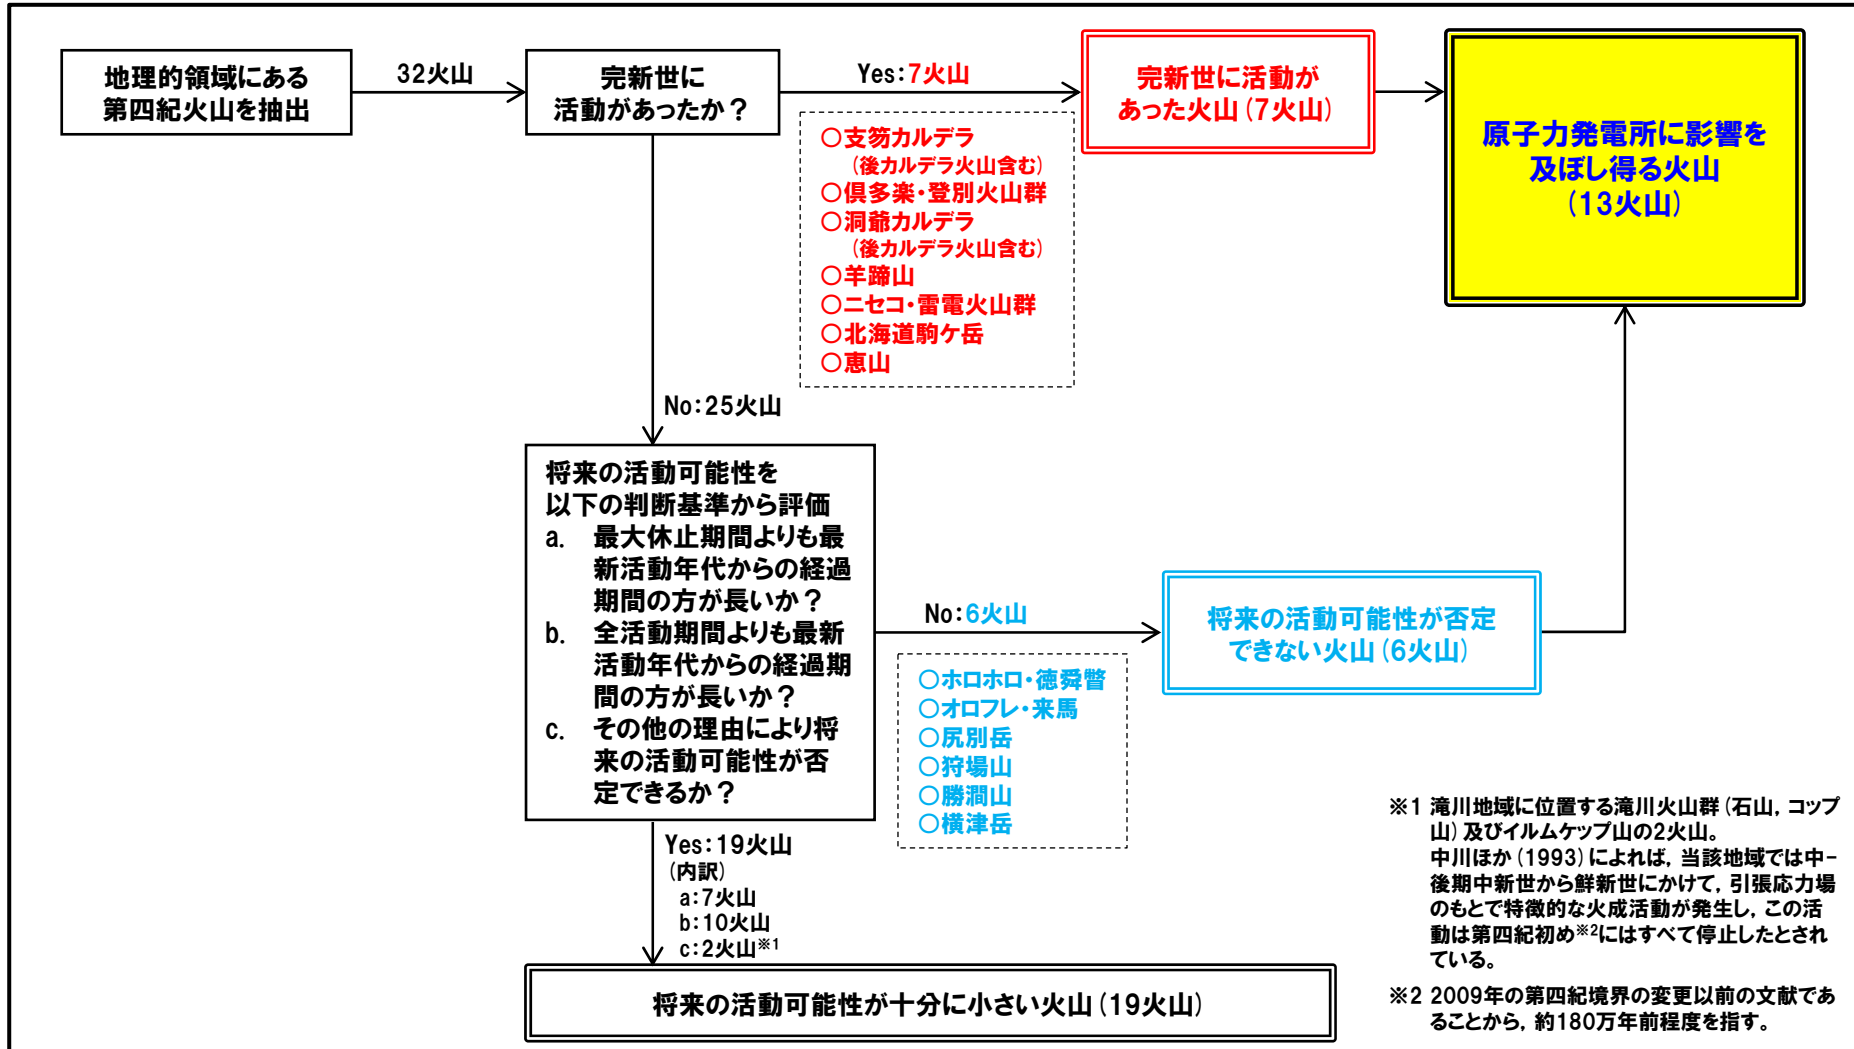 地理的領域にある
第四紀火山を抽出
32火山
完新世に
活動があったか？
Yes:7火山
完新世に活動が
あった火山(7火山)
原子力発電所に影響を
及ぼし得る火山
(13火山)
○支笏カルデラ
(後カルデラ火山含む)
○倶多楽・登別火山群
○洞爺カルデラ
(後カルデラ火山含む)
○羊蹄山
○ニセコ・雷電火山群
○北海道駒ケ岳
○恵山
No:25火山
将来の活動可能性を
以下の判断基準から評価
a. 最大休止期間よりも最
新活動年代からの経過
期間の方が長いか？
b. 全活動期間よりも最新
活動年代からの経過期
間の方が長いか？
c. その他の理由により将
来の活動可能性が否
定できるか？
No:6火山
将来の活動可能性が否定
できない火山(6火山)
○ホロホロ・徳舜瞥
○オロフレ・来馬
○尻別岳
○狩場山
○勝澗山
○横津岳
Yes:19火山
(内訳)
a:7火山
b:10火山
c:2火山※1
将来の活動可能性が十分に小さい火山(19火山)
※1 滝川地域に位置する滝川火山群(石山，コップ
山)及びイルムケップ山の2火山。
中川ほか(1993)によれば，当該地域では中-
後期中新世から鮮新世にかけて，引張応力場
のもとで特徴的な火成活動が発生し，この活
動は第四紀初め※2にはすべて停止したとされ
ている。
※2 2009年の第四紀境界の変更以前の文献であ
ることから，約180万年前程度を指す。